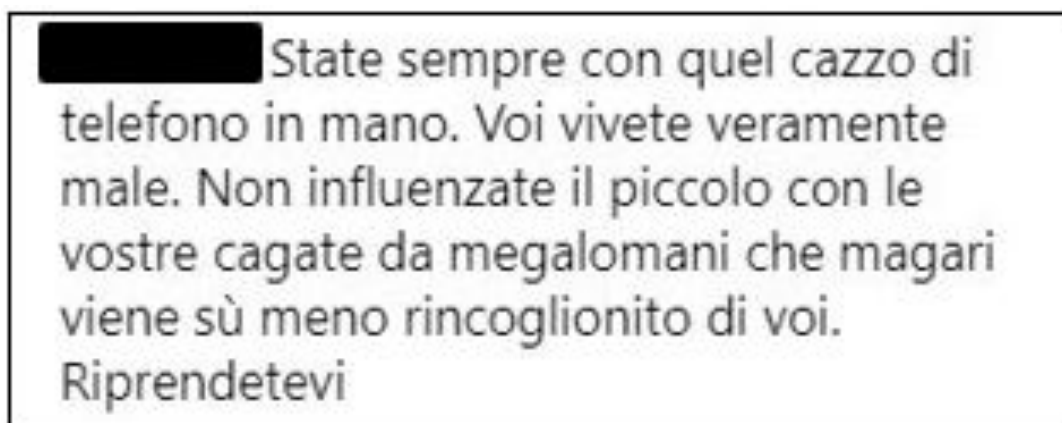 State sempre con quel cazzo di
telefono in mano. Voi vivete veramente
male. Non influenzate il piccolo con le
vostre cagate da megalomani che magari
viene sù meno rincoglionito di voi.
Riprendetevi